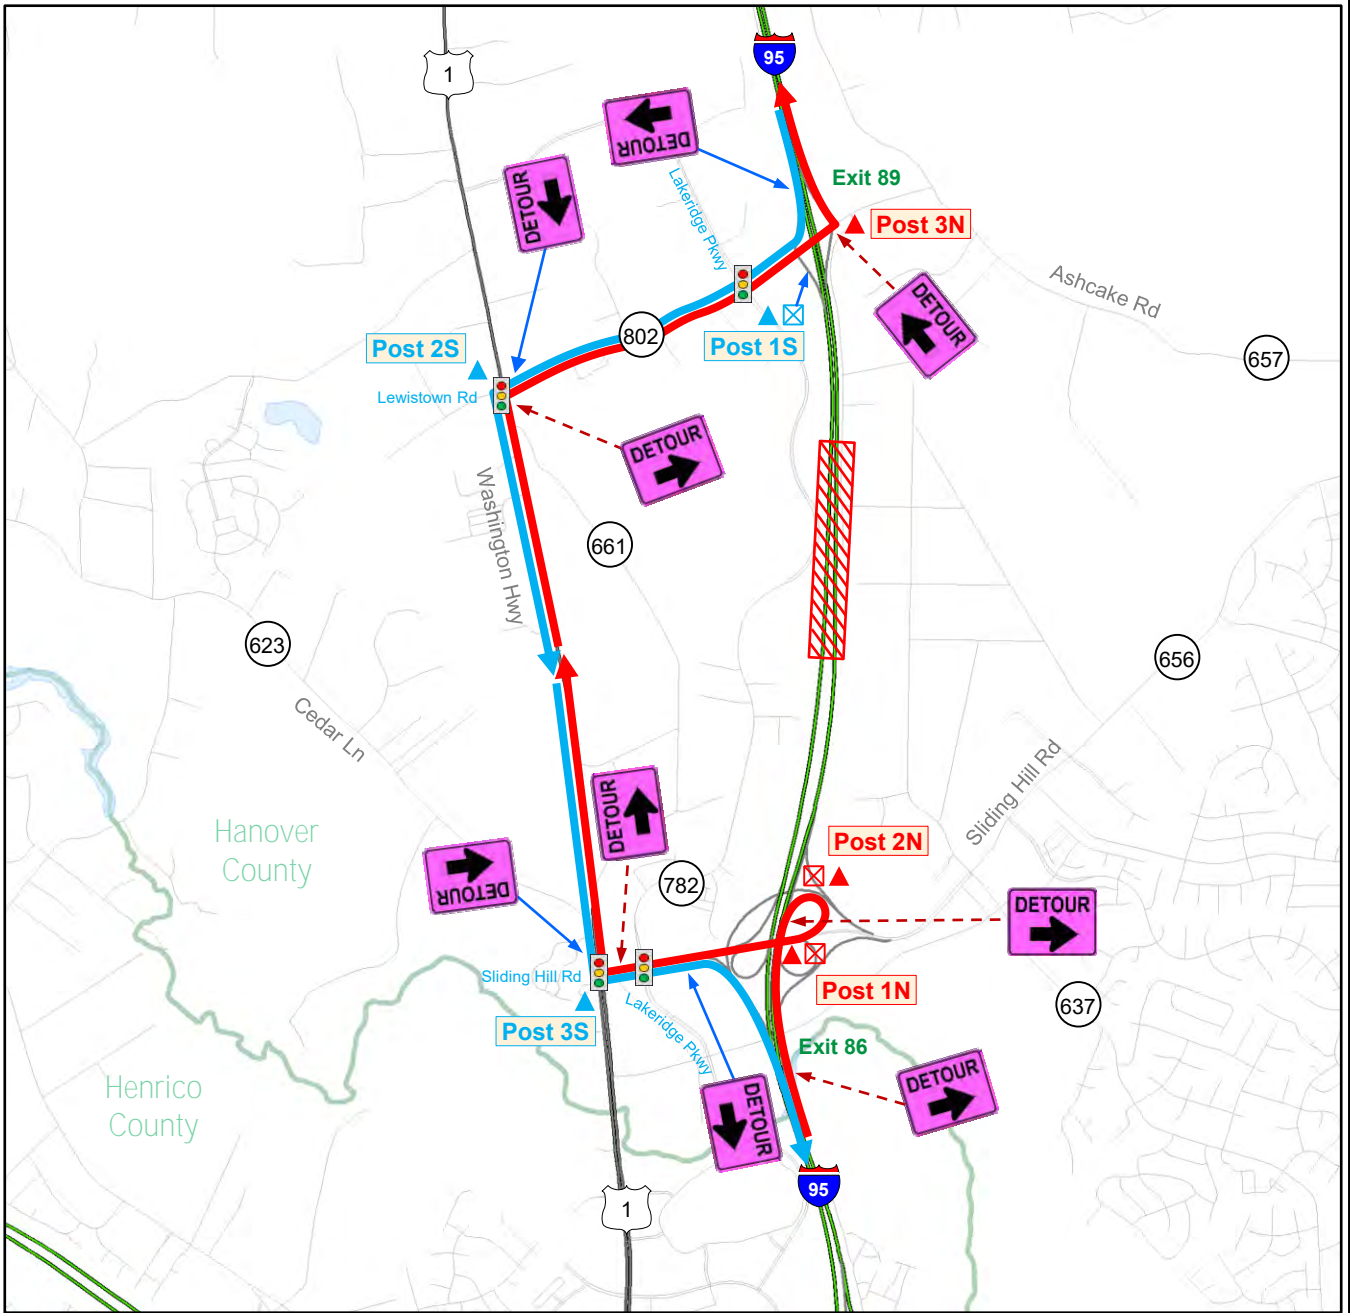 95
1
DETOUR
DETOUR
Lakeridge Pkwy
Exit 89
Post 3N
Ashcake Rd
DETOUR
802
Post 1S
Post 2S
657
Lewistown Rd
DETOUR
Washington Hwy
661
623
656
Cedar Ln
Sliding Hill Rd
DETOUR
Hanover
County
Post 2N
DETOUR
782
DETOUR
Sliding Hill Rd
Post 1N
637
Lakeridge Pkwy
Post 3S
Exit 86
DETOUR
DETOUR
Henrico
County
95
1